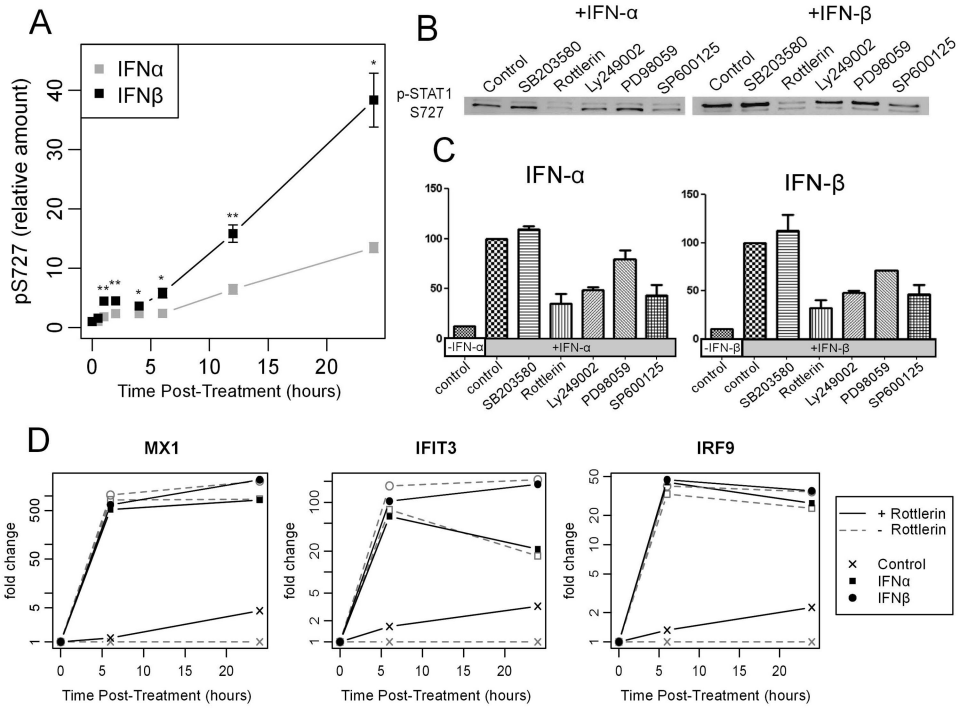 A
IFNα
IFNβ
pS727 (relative amount)
0 10 20 30 40
* ** ** * * ** *
0 5 10 15 20
Time Post-Treatment (hours)
B
+IFN-α
+IFN-β
Control SB203580 Rottlerin Ly249002 PD98059 SP600125
Control SB203580 Rottlerin Ly249002 PD98059 SP600125
p-STAT1
S727
C
IFN-α
150
100
50
0
-IFN-α +IFN-α
control control SB203580 Rottlerin Ly249002 PD98059 SP600125
IFN-β
150
100
50
0
-IFN-β +IFN-β
control control SB203580 Rottlerin Ly249002 PD98059 SP600125
D
MX1
fold change
1 5 50 500
0 5 10 15 20
Time Post-Treatment (hours)
IFIT3
fold change
1 2 5 20 100
0 5 10 15 20
Time Post-Treatment (hours)
IRF9
fold change
1 2 5 10 20 50
0 5 10 15 20
Time Post-Treatment (hours)
+ Rottlerin
- Rottlerin
Control
IFNα
IFNβ